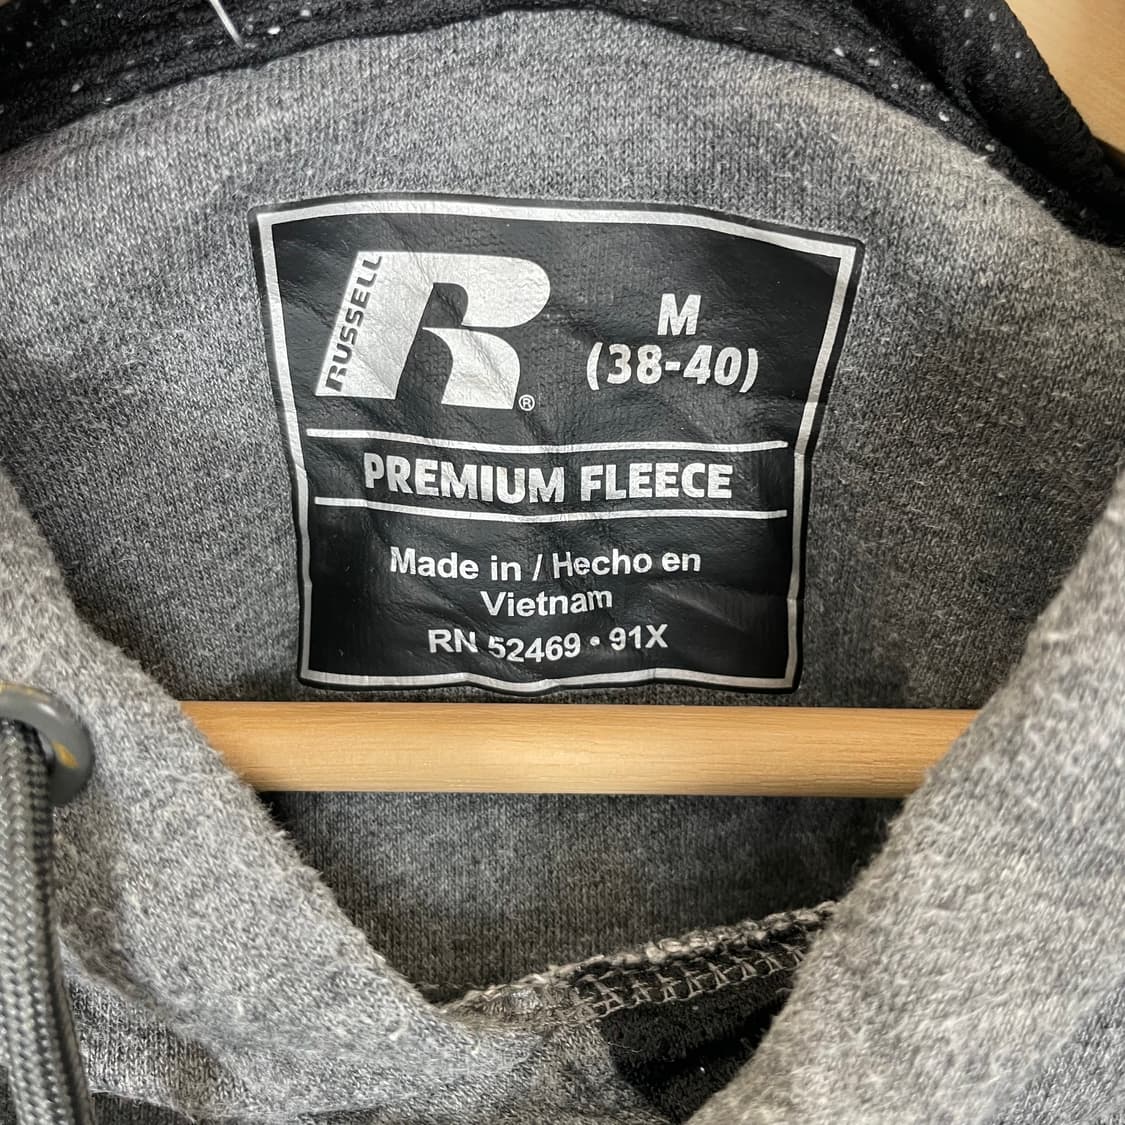 RUSSELL
R®
M
(38-40)
PREMIUM FLEECE
Made in / Hecho en
Vietnam
RN 52469 • 91X